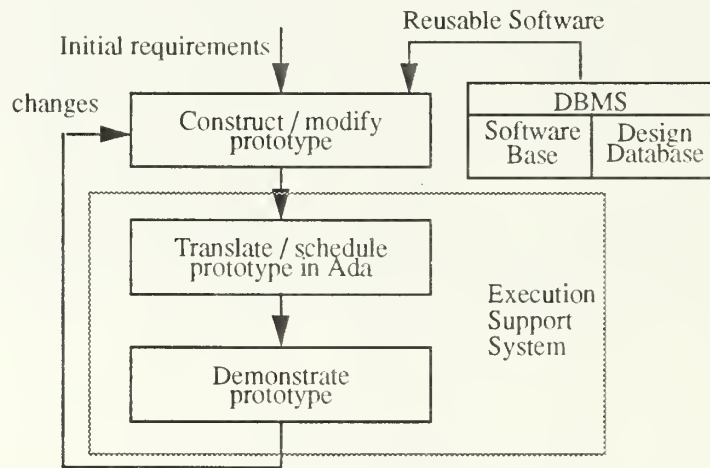 Reusable Software
Initial requirements
changes
DBMS
Software
Base
Design
Database
Construct / modify
prototype
Translate / schedule
prototype in Ada
Execution
Support
System
Demonstrate
prototype